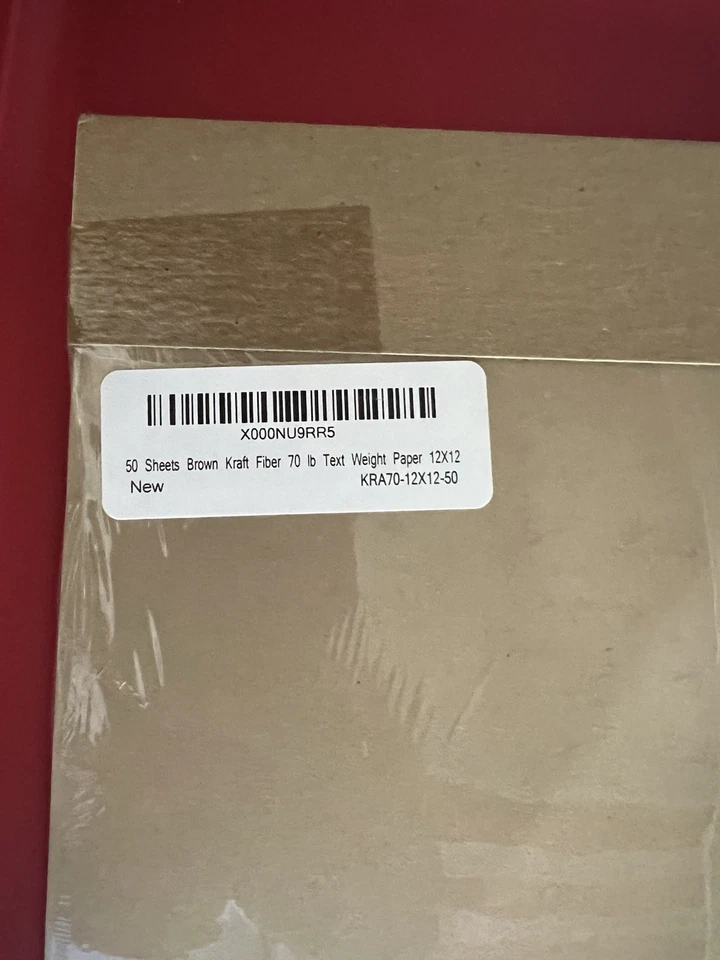 X000NU9RR5
50 Sheets Brown Kraft Fiber 70 lb Text Weight Paper 12X12
New KRA70-12X12-50